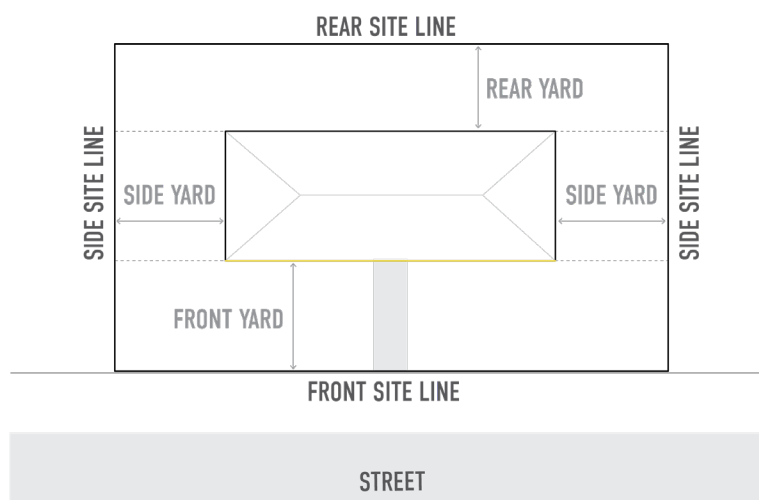 REAR SITE LINE
REAR YARD
SIDE SITE LINE
SIDE YARD
SIDE YARD
SIDE SITE LINE
FRONT YARD
FRONT SITE LINE
STREET